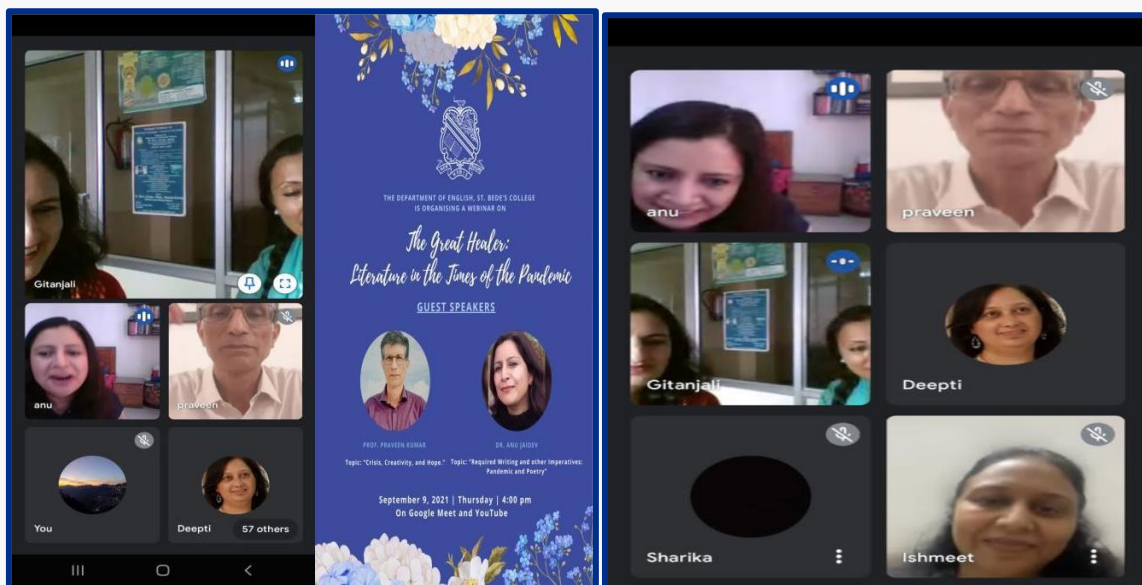 Gitanjali
anu
praveen
You
Deepti
57 others
THE DEPARTMENT OF ENGLISH, ST. BEDE'S COLLEGE
IS ORGANISING A WEBINAR ON
The Great Healer:
Literature in the Times of the Pandemic
GUEST SPEAKERS
PROF. PRAVEEN KUMAR
DR. ANU JAIDEV
Topic: "Crisis, Creativity, and Hope."
Topic: "Required Writing and other Imperatives:
Pandemic and Poetry"
September 9, 2021 | Thursday | 4:00 pm
On Google Meet and YouTube
anu
praveen
Gitanjali
Deepti
Sharika
Ishmeet